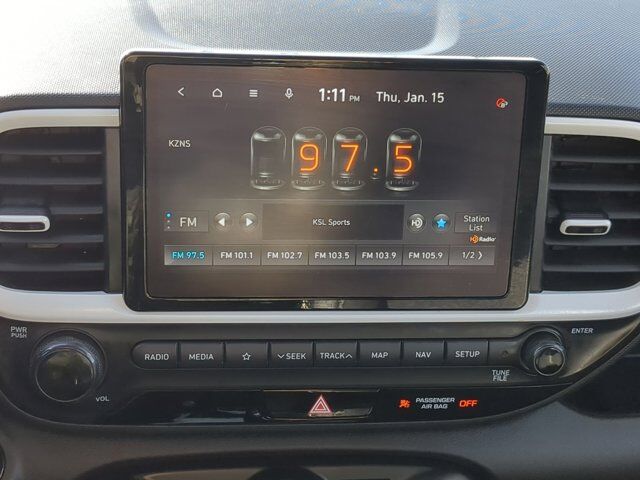 1:11 PM Thu, Jan. 15
KZNS
97.5
FM
KSL Sports
HD
Station List
HD Radio
FM 97.5 FM 101.1 FM 102.7 FM 103.5 FM 103.9 FM 105.9 1/2
PWR PUSH
VOL
RADIO MEDIA SEEK TRACK MAP NAV SETUP
ENTER
TUNE FILE
PASSENGER AIR BAG OFF